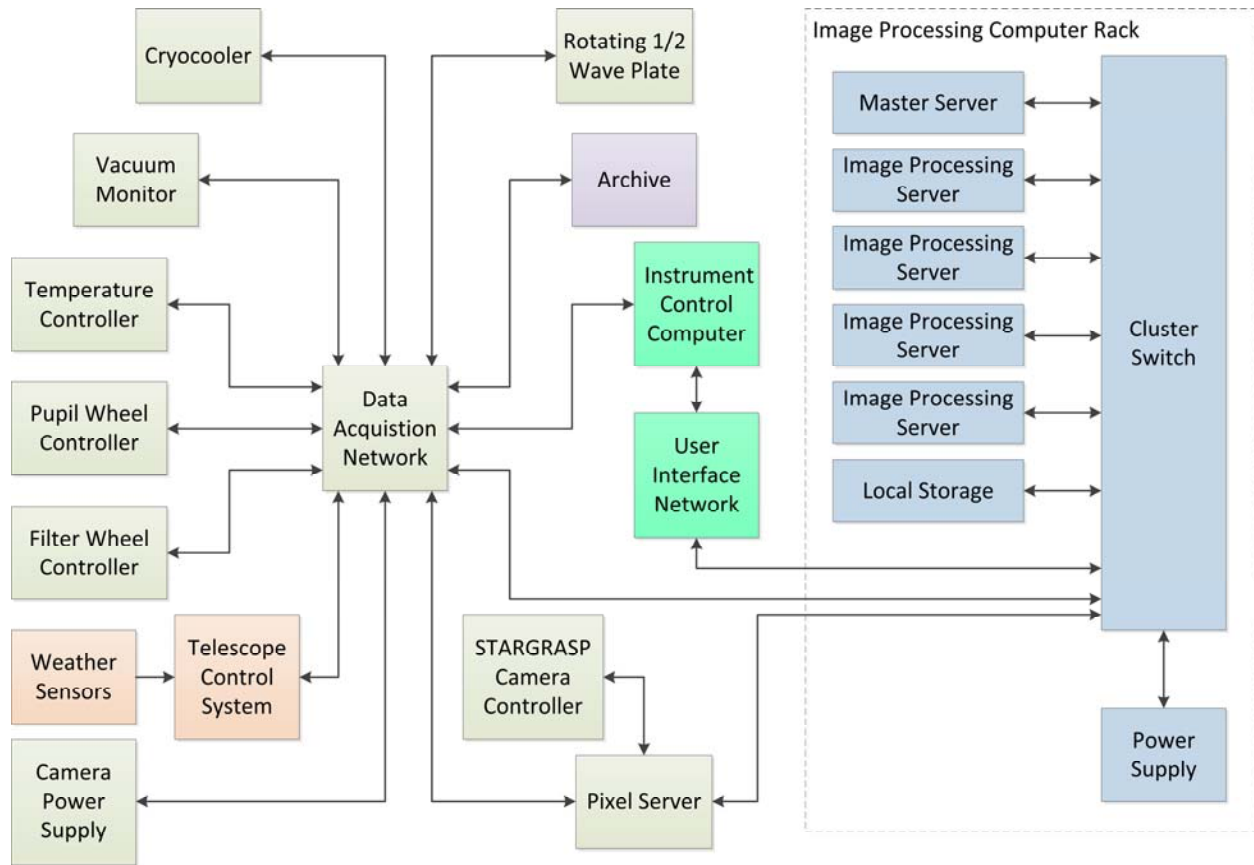 Cryocooler
Rotating 1/2
Wave Plate
Vacuum
Monitor
Archive
Temperature
Controller
Instrument
Control
Computer
Pupil Wheel
Controller
Data
Acquistion
Network
User
Interface
Network
Filter Wheel
Controller
Weather
Sensors
Telescope
Control
System
STARGRASP
Camera
Controller
Camera
Power
Supply
Pixel Server
Image Processing Computer Rack
Master Server
Image Processing
Server
Image Processing
Server
Image Processing
Server
Image Processing
Server
Local Storage
Cluster
Switch
Power
Supply